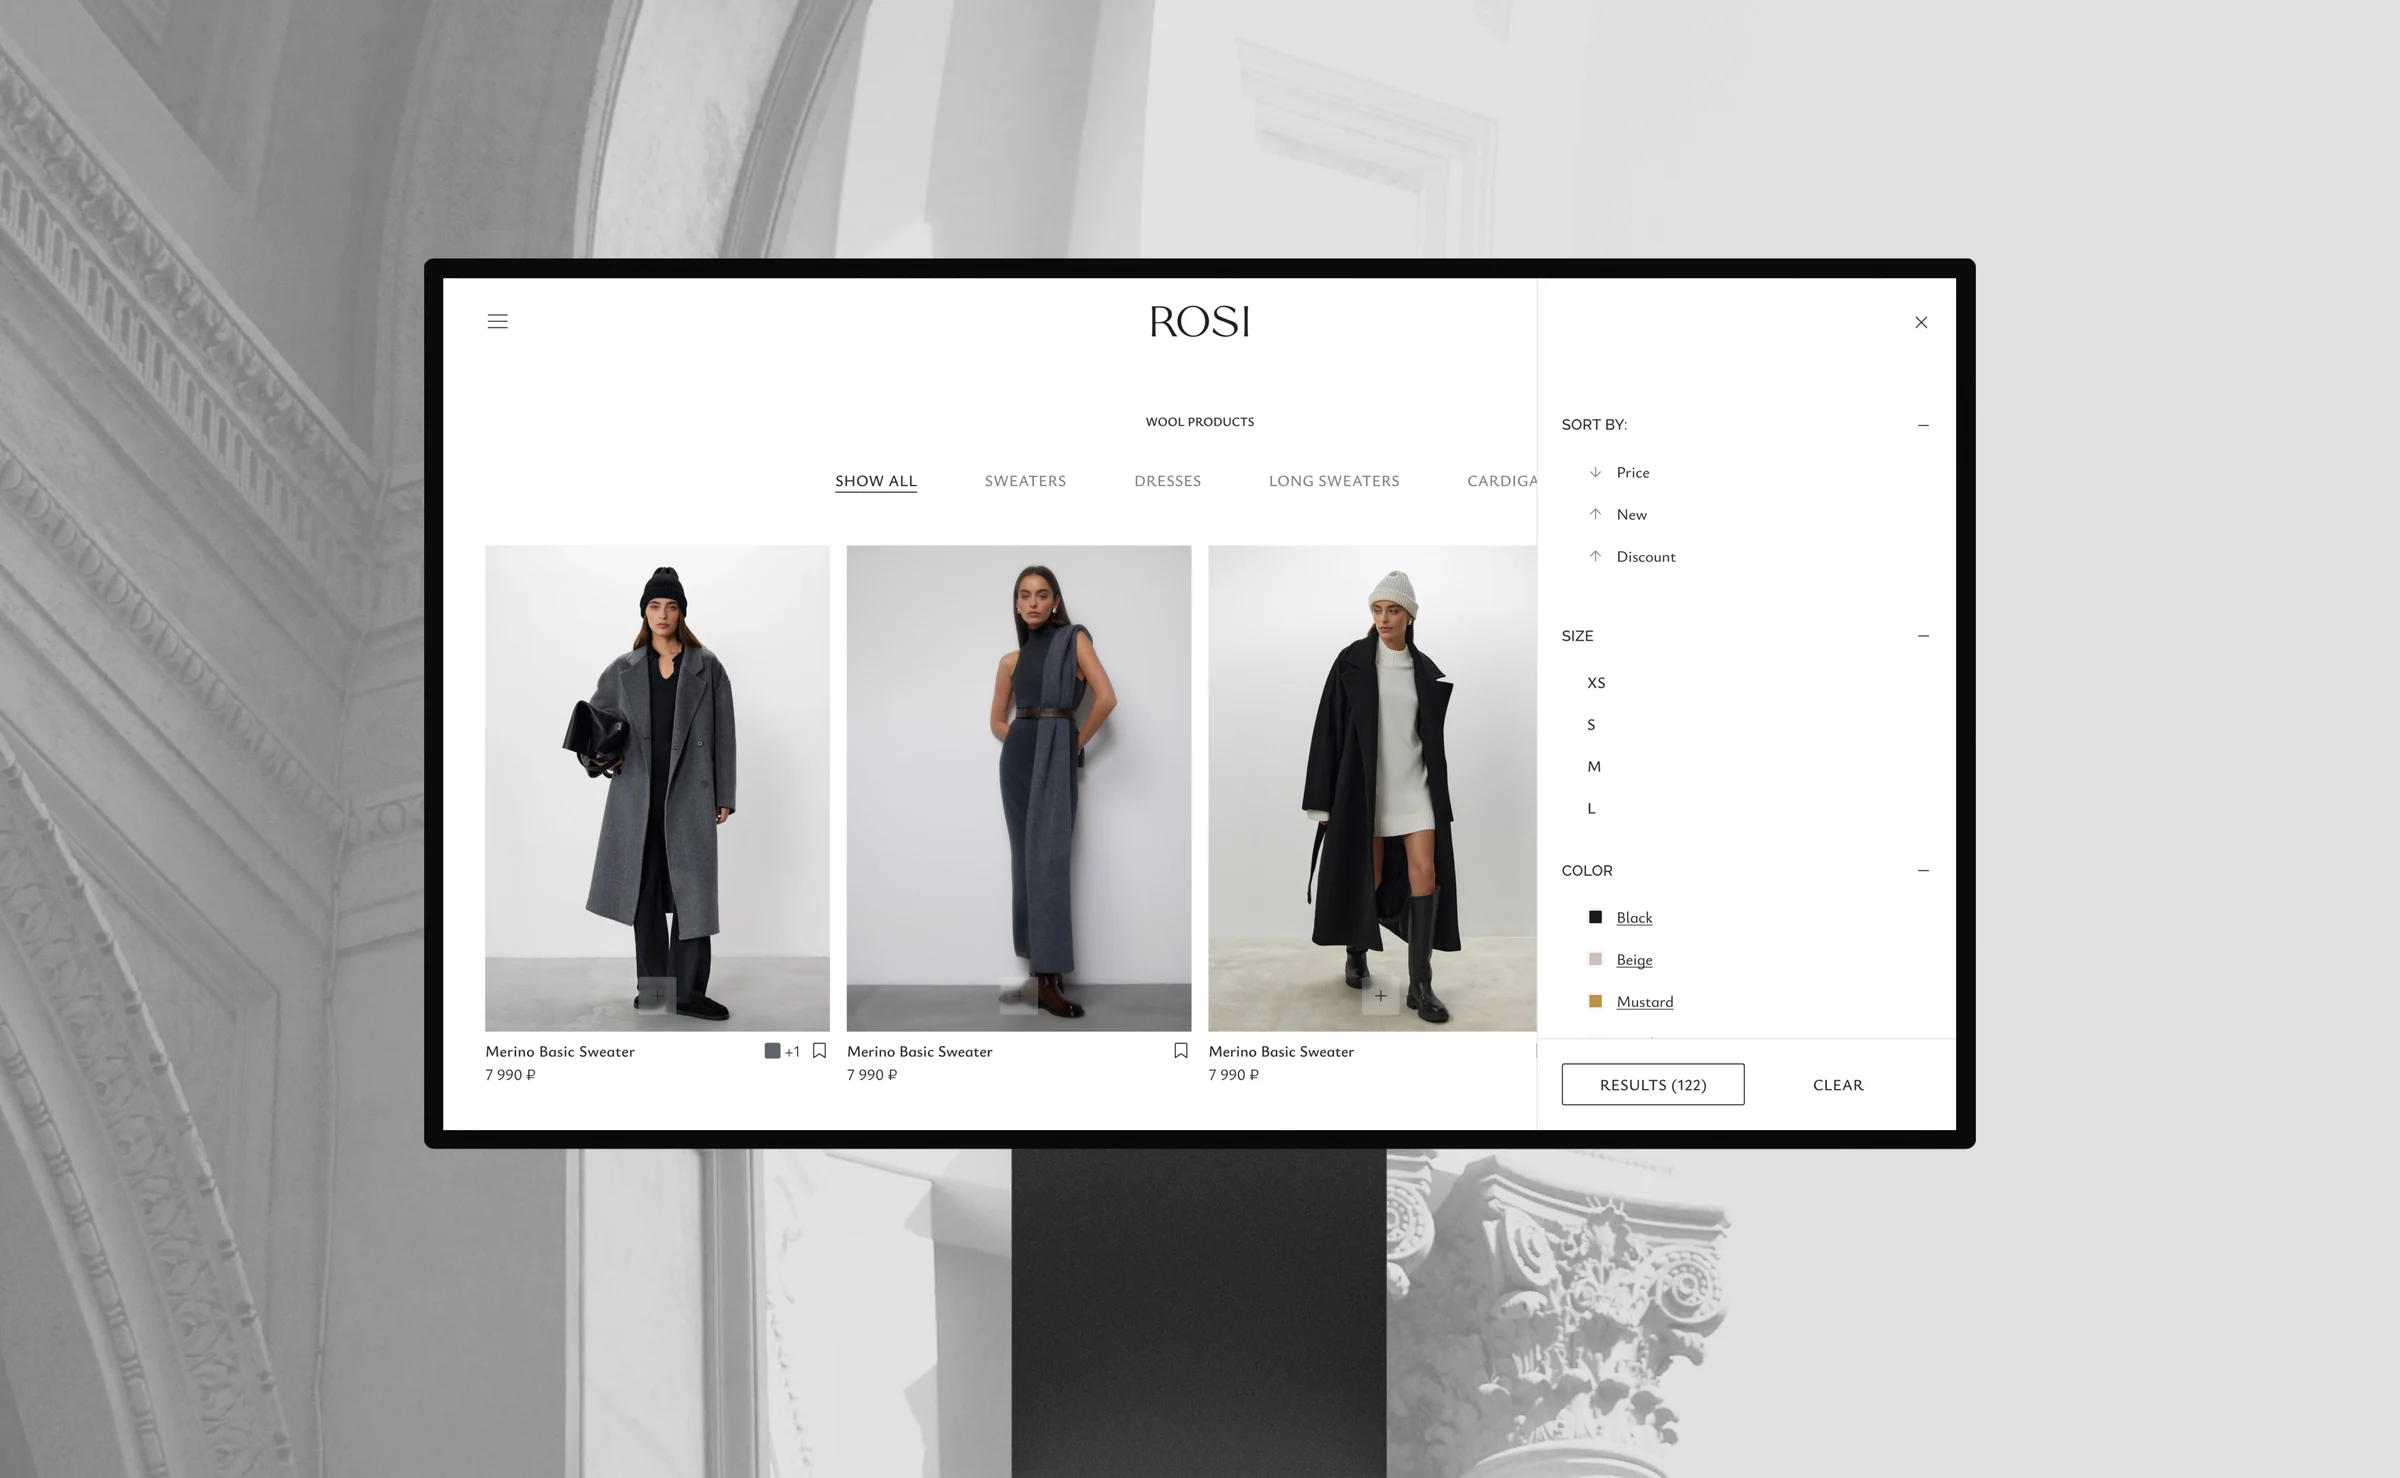 ROSI
WOOL PRODUCTS
SHOW ALL SWEATERS DRESSES LONG SWEATERS CARDIGA
Merino Basic Sweater +1
7 990 ₽
Merino Basic Sweater
7 990 ₽
Merino Basic Sweater
7 990 ₽
SORT BY:
Price
New
Discount
SIZE
XS
S
M
L
COLOR
Black
Beige
Mustard
RESULTS (122) CLEAR